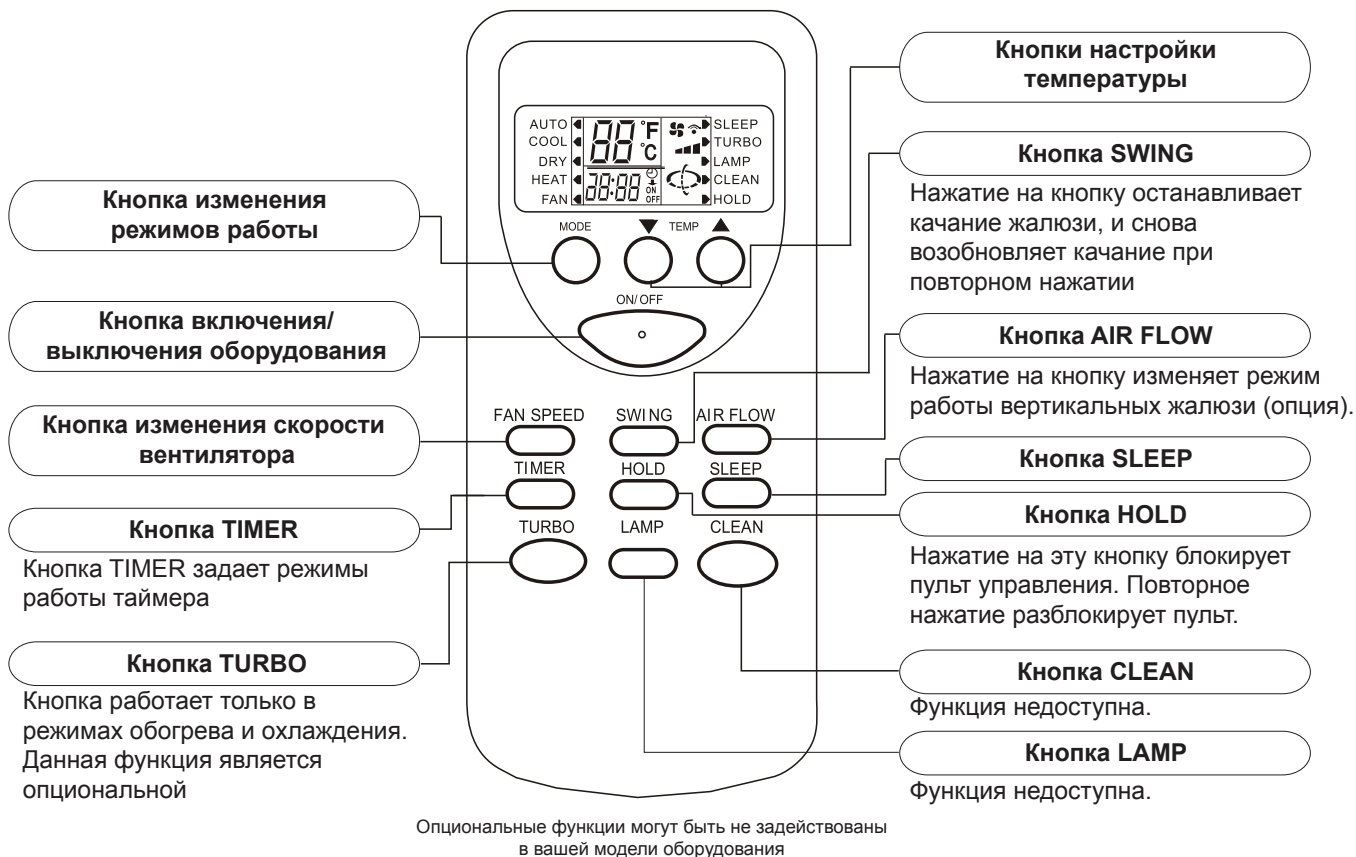 Кнопка изменения
режимов работы
Кнопка включения/
выключения оборудования
Кнопка изменения скорости
вентилятора
Кнопка TIMER
Кнопка TIMER задает режимы
работы таймера
Кнопка TURBO
Кнопка работает только в
режимах обогрева и охлаждения.
Данная функция является
опциональной
AUTO
COOL
DRY
HEAT
FAN
88 °F
°C
28:88 ON
OFF
SLEEP
TURBO
LAMP
CLEAN
HOLD
MODE ▼ TEMP ▲
ON/OFF
FAN SPEED SWING AIR FLOW
TIMER HOLD SLEEP
TURBO LAMP CLEAN
Кнопки настройки
температуры
Кнопка SWING
Нажатие на кнопку останавливает
качание жалюзи, и снова
возобновляет качание при
повторном нажатии
Кнопка AIR FLOW
Нажатие на кнопку изменяет режим
работы вертикальных жалюзи (опция).
Кнопка SLEEP
Кнопка HOLD
Нажатие на эту кнопку блокирует
пульт управления. Повторное
нажатие разблокирует пульт.
Кнопка CLEAN
Функция недоступна.
Кнопка LAMP
Функция недоступна.
Опциональные функции могут быть не задействованы
в вашей модели оборудования